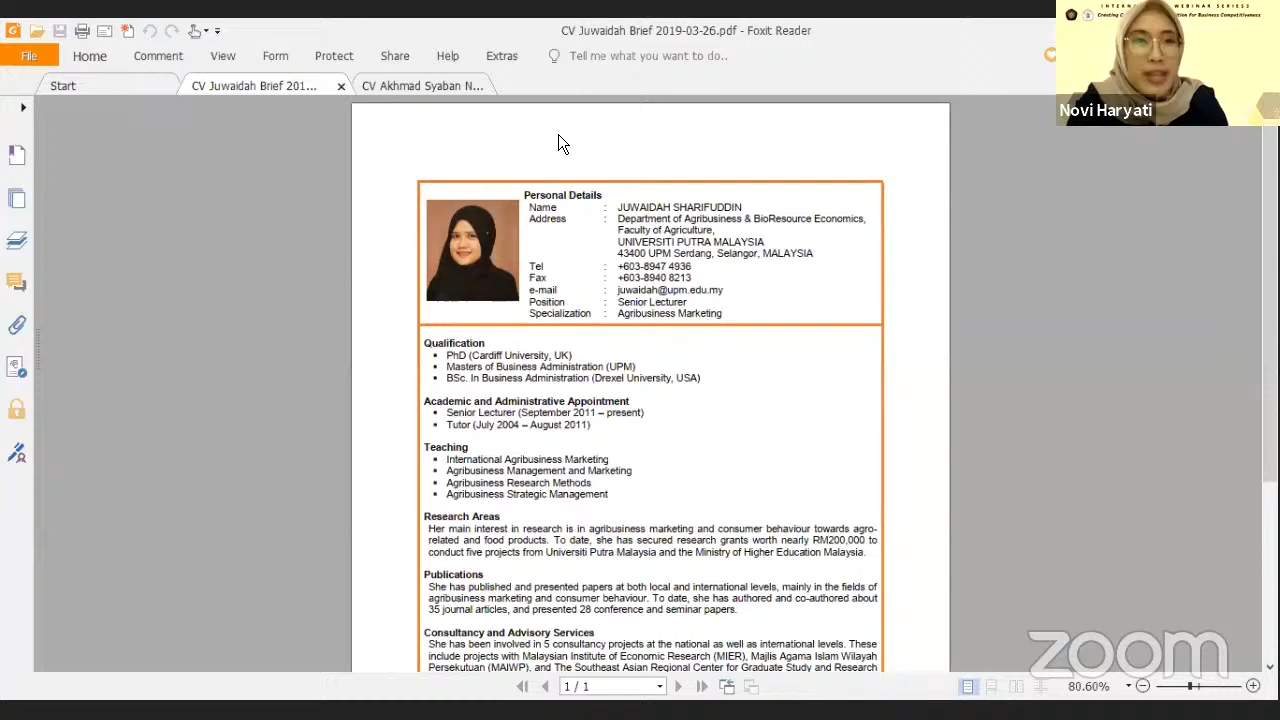 CV Juwaidah Brief 2019-03-26.pdf - Foxit Reader
File Home Comment View Form Protect Share Help Extras Tell me what you want to do..
Start CV Juwaidah Brief 201... CV Akhmad Syaban N...
Novi Haryati
Personal Details
Name : JUWAIDAH SHARIFUDDIN
Address : Department of Agribusiness & BioResource Economics,
Faculty of Agriculture,
UNIVERSITI PUTRA MALAYSIA
43400 UPM Serdang, Selangor, MALAYSIA
Tel : +603-8947 4936
Fax : +603-8940 8213
e-mail : juwaidah@upm.edu.my
Position : Senior Lecturer
Specialization : Agribusiness Marketing
Qualification
▪ PhD (Cardiff University, UK)
▪ Masters of Business Administration (UPM)
▪ BSc. In Business Administration (Drexel University, USA)
Academic and Administrative Appointment
▪ Senior Lecturer (September 2011 – present)
▪ Tutor (July 2004 – August 2011)
Teaching
▪ International Agribusiness Marketing
▪ Agribusiness Management and Marketing
▪ Agribusiness Research Methods
▪ Agribusiness Strategic Management
Research Areas
Her main interest in research is in agribusiness marketing and consumer behaviour towards agro-
related and food products. To date, she has secured research grants worth nearly RM200,000 to
conduct five projects from Universiti Putra Malaysia and the Ministry of Higher Education Malaysia.
Publications
She has published and presented papers at both local and international levels, mainly in the fields of
agribusiness marketing and consumer behaviour. To date, she has authored and co-authored about
35 journal articles, and presented 28 conference and seminar papers.
Consultancy and Advisory Services
She has been involved in 5 consultancy projects at the national as well as international levels. These
include projects with Malaysian Institute of Economic Research (MIER), Majlis Agama Islam Wilayah
Persekutuan (MAIWP), and The Southeast Asian Regional Center for Graduate Study and Research
zoom
1 / 1
80.60%